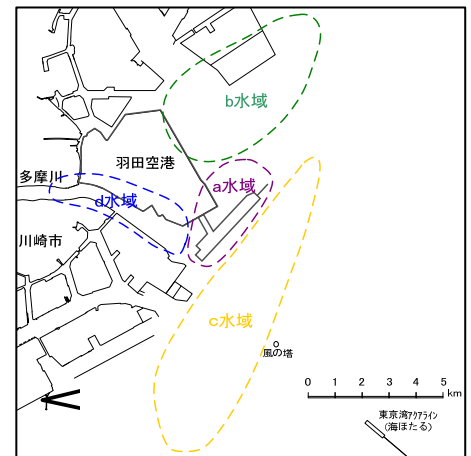 b水域
羽田空港
多摩川
a水域
d水域
川崎市
c水域
風の塔
0 1 2 3 4 5
km
東京湾ｱｸｱﾗｲﾝ
(海ほたる)